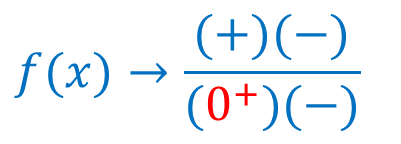 f(x) → (+)(−) / (0⁺)(−)